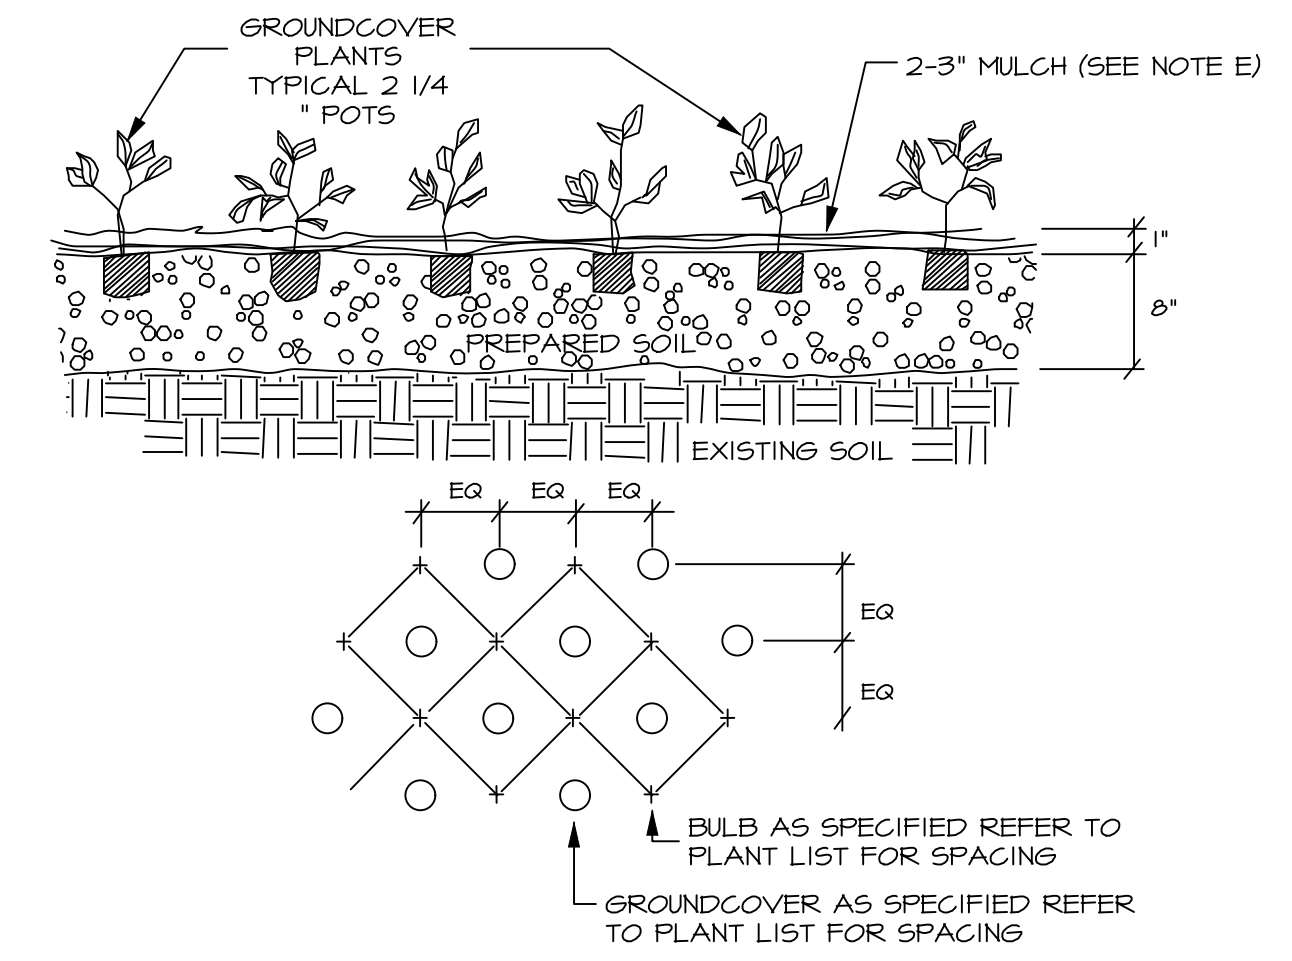 GROUNDCOVER
PLANTS
TYPICAL 2 1/4
" POTS
2-3" MULCH (SEE NOTE E)
1"
8"
PREPARED SOIL
EXISTING SOIL
EQ EQ EQ
EQ
EQ
BULB AS SPECIFIED REFER TO
PLANT LIST FOR SPACING
GROUNDCOVER AS SPECIFIED REFER
TO PLANT LIST FOR SPACING